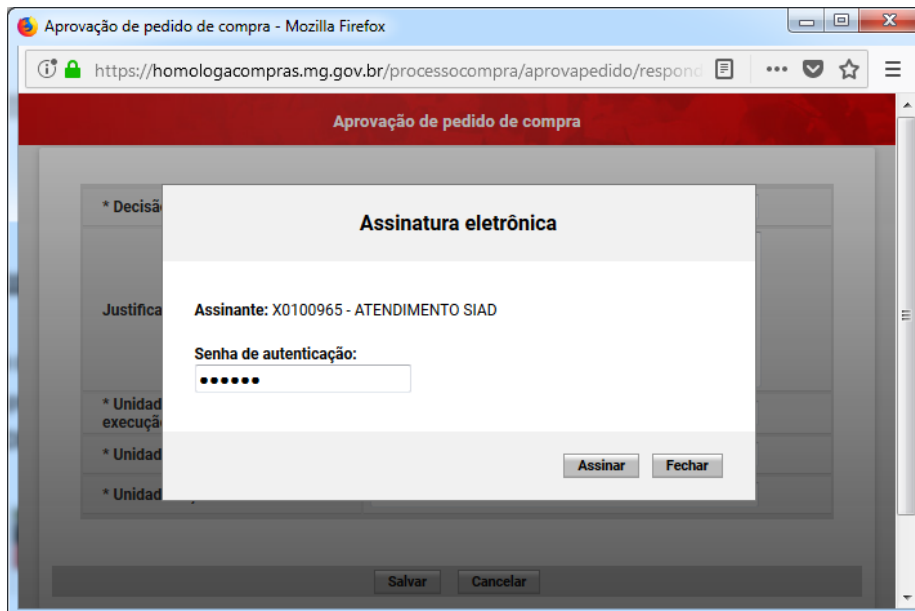 Aprovação de pedido de compra - Mozilla Firefox
https://homologacompras.mg.gov.br/processocompra/aprovapedido/respond
Aprovação de pedido de compra
* Decisã
Assinatura eletrônica
Justifica
Assinante: X0100965 - ATENDIMENTO SIAD
Senha de autenticação:
••••••
* Unidad
execuçã
* Unidad
Assinar Fechar
* Unidad
Salvar Cancelar